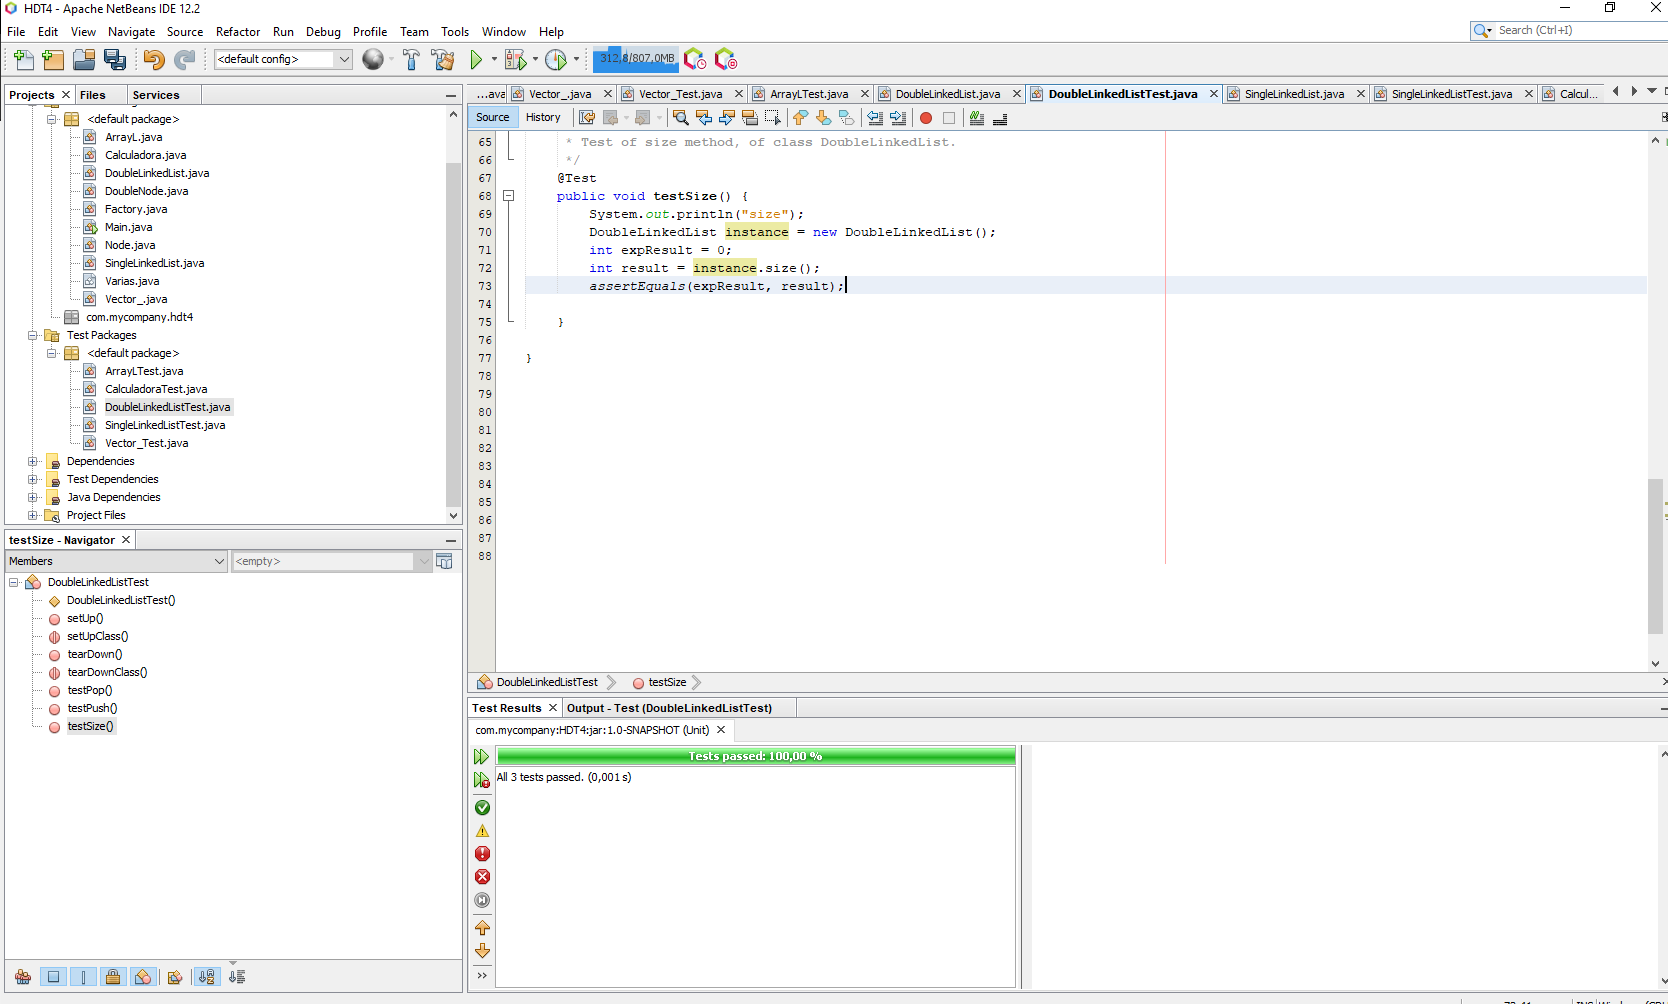 HDT4 - Apache NetBeans IDE 12.2
File Edit View Navigate Source Refactor Run Debug Profile Team Tools Window Help
Search (Ctrl+I)
<default config>
312,8/807,0MB
Projects Files Services
<default package>
ArrayL.java
Calculadora.java
DoubleLinkedList.java
DoubleNode.java
Factory.java
Main.java
Node.java
SingleLinkedList.java
Varias.java
Vector_.java
com.mycompany.hdt4
Test Packages
<default package>
ArrayLTest.java
CalculadoraTest.java
DoubleLinkedListTest.java
SingleLinkedListTest.java
Vector_Test.java
Dependencies
Test Dependencies
Java Dependencies
Project Files
testSize - Navigator
Members <empty>
DoubleLinkedListTest
DoubleLinkedListTest()
setUp()
setUpClass()
tearDown()
tearDownClass()
testPop()
testPush()
testSize()
...ava Vector_.java Vector_Test.java ArrayLTest.java DoubleLinkedList.java DoubleLinkedListTest.java SingleLinkedList.java SingleLinkedListTest.java Calcul...
Source History
65 * Test of size method, of class DoubleLinkedList.
66 */
67 @Test
68 public void testSize() {
69 System.out.println("size");
70 DoubleLinkedList instance = new DoubleLinkedList();
71 int expResult = 0;
72 int result = instance.size();
73 assertEquals(expResult, result);
74
75 }
76
77 }
78
79
80
81
82
83
84
85
86
87
88
DoubleLinkedListTest testSize
Test Results Output - Test (DoubleLinkedListTest)
com.mycompany:HDT4:jar:1.0-SNAPSHOT (Unit)
Tests passed: 100,00 %
All 3 tests passed. (0,001 s)